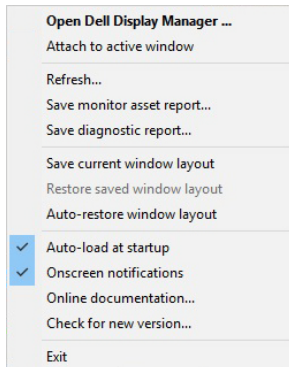 Open Dell Display Manager ...
Attach to active window
Refresh...
Save monitor asset report...
Save diagnostic report...
Save current window layout
Restore saved window layout
Auto-restore window layout
Auto-load at startup
Onscreen notifications
Online documentation...
Check for new version...
Exit